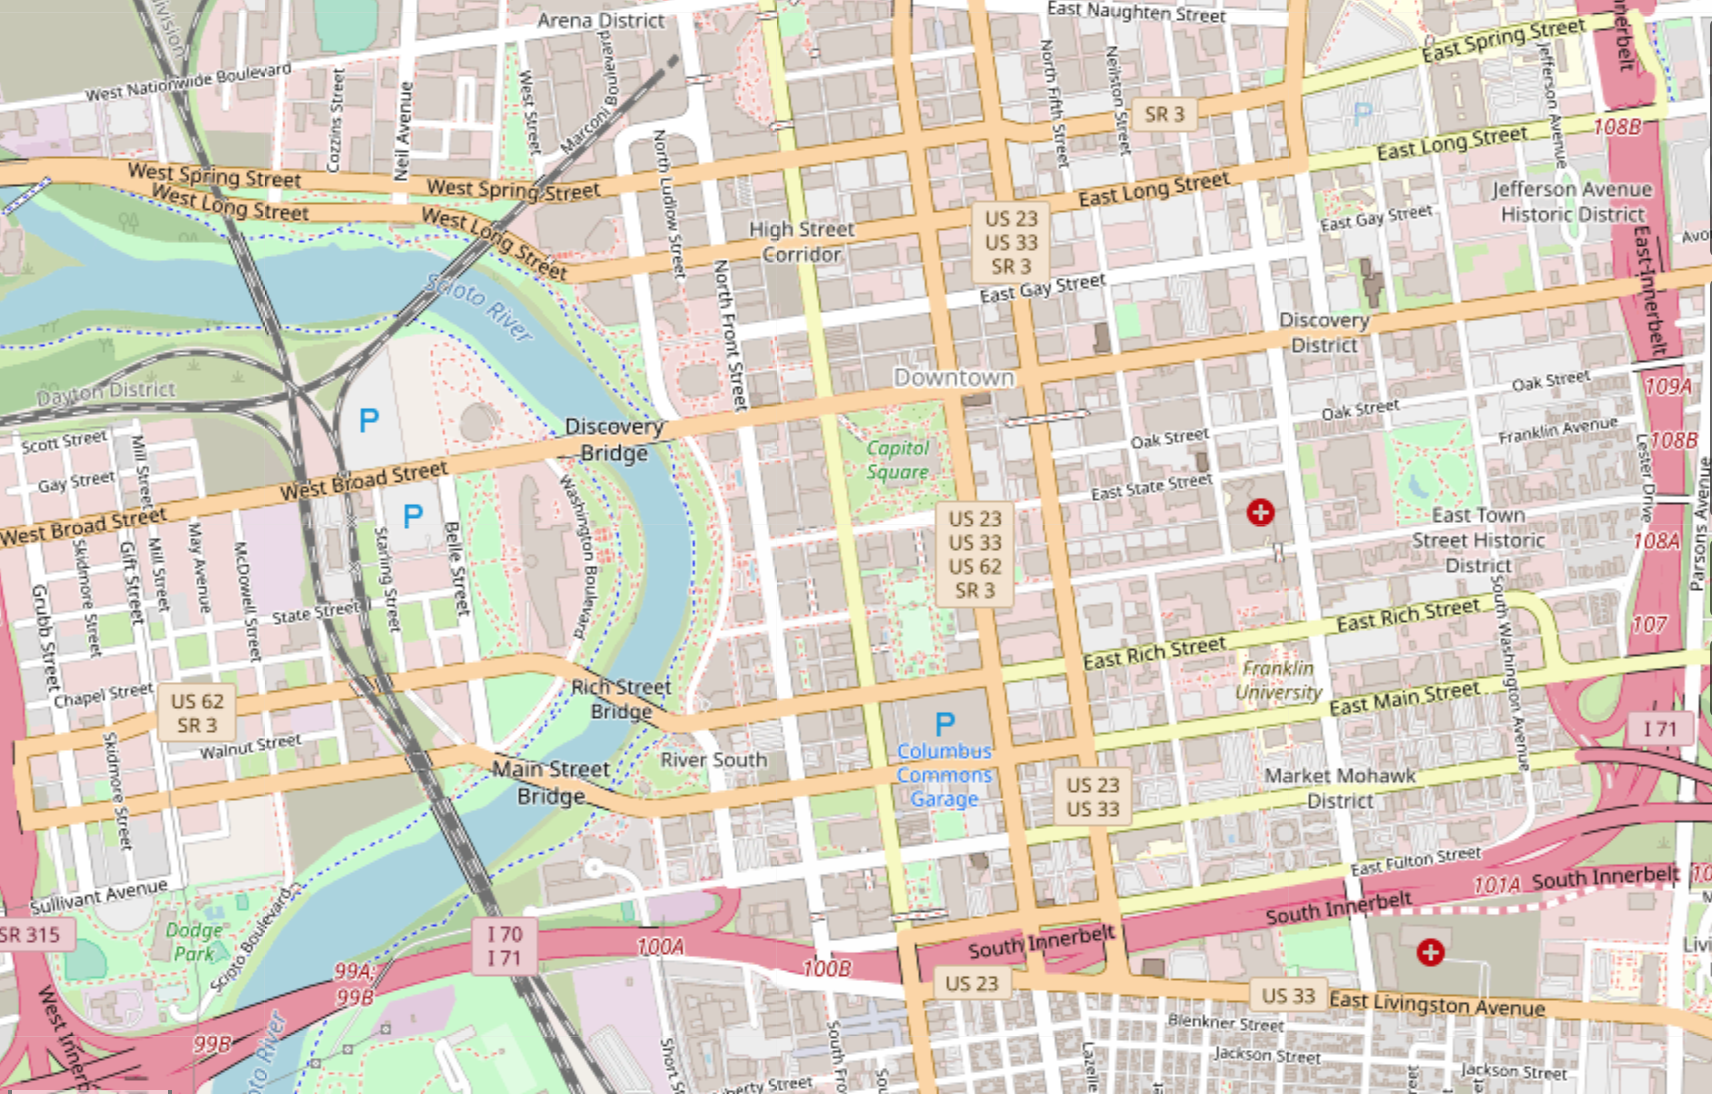 Division
Arena District
East Naughten Street
East Spring Street
Innerbelt
West Nationwide Boulevard
Cozzins Street
Neil Avenue
West Street
Marconi Boulevard
North Ludlow Street
North Fifth Street
Neilston Street
SR 3
P
Jefferson Avenue
108B
East Long Street
West Spring Street
West Spring Street
West Long Street
West Long Street
East Long Street
Jefferson Avenue
Historic District
US 23
US 33
SR 3
High Street
Corridor
East Gay Street
East Gay Street
East Innerbelt
Scioto River
North Front Street
Discovery
District
Downtown
Dayton District
Oak Street
Oak Street
Oak Street
109A
P
Discovery
Bridge
Capitol
Square
Franklin Avenue
108B
Lester Drive
Parsons Avenue
Scott Street
Mill Street
Gay Street
West Broad Street
West Broad Street
P
East State Street
US 23
US 33
US 62
SR 3
East Town
Street Historic
District
108A
Washington Boulevard
Belle Street
Starling Street
Grubb Street
Skidmore Street
Gift Street
Mill Street
May Avenue
McDowell Street
State Street
East Rich Street
East Rich Street
South Washington Avenue
107
Franklin
University
Chapel Street
US 62
SR 3
Rich Street
Bridge
East Main Street
P
Columbus
Commons
Garage
I 71
Walnut Street
Skidmore Street
Main Street
Bridge
River South
US 23
US 33
Market Mohawk
District
East Fulton Street
101A
South Innerbelt
South Innerbelt
South Innerbelt
Sullivant Avenue
Dodge
Park
Scioto Boulevard
SR 315
I 70
I 71
100A
100B
99A;
99B
99B
US 23
US 33
East Livingston Avenue
Blenkner Street
Jackson Street
Jackson Street
Lazelle
Short St
South Fro